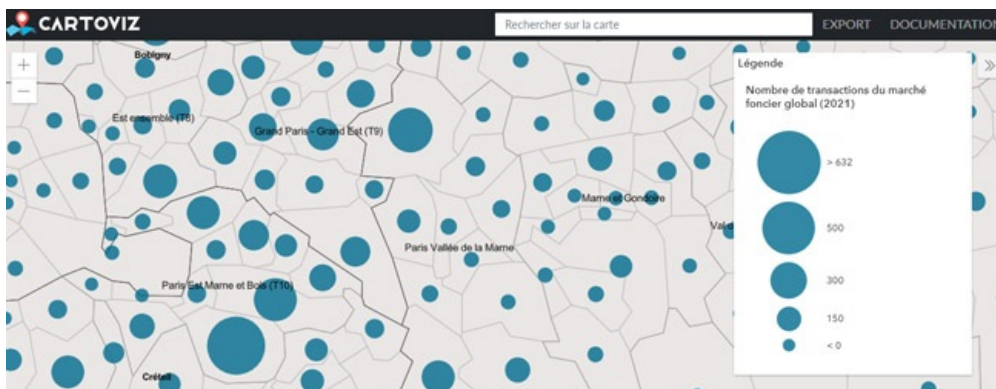 CARTOVIZ
Rechercher sur la carte
EXPORT
DOCUMENTATION
+
−
Bobigny
Est ensemble (T8)
Grand Paris - Grand Est (T9)
Marne et Gondoire
Val d
Paris Vallée de la Marne
Paris Est Marne et Bois (T10)
Créteil
Légende
Nombre de transactions du marché
foncier global (2021)
> 632
500
300
150
< 0